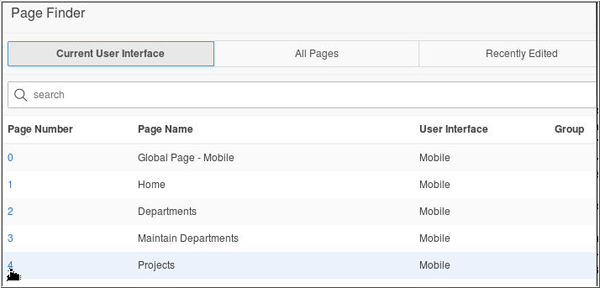 Page Finder
Current User Interface All Pages Recently Edited
search
Page Number Page Name User Interface Group
0 Global Page - Mobile Mobile
1 Home Mobile
2 Departments Mobile
3 Maintain Departments Mobile
4 Projects Mobile